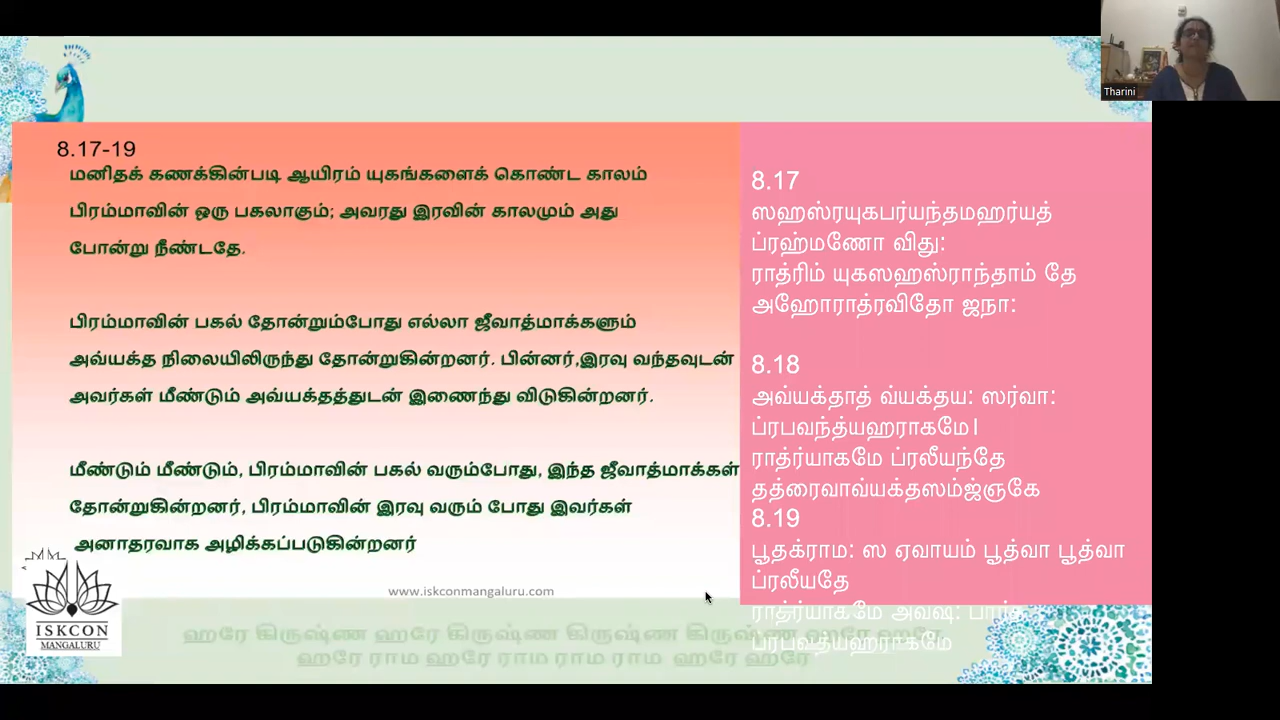 Tharini
8.17-19
மனிதக் கணக்கின்படி ஆயிரம் யுகங்களைக் கொண்ட காலம்
பிரம்மாவின் ஒரு பகலாகும்; அவரது இரவின் காலமும் அது
போன்று நீண்டதே.
பிரம்மாவின் பகல் தோன்றும்போது எல்லா ஜீவாத்மாக்களும்
அவ்யக்த நிலையிலிருந்து தோன்றுகின்றனர். பின்னர்,இரவு வந்தவுடன்
அவர்கள் மீண்டும் அவ்யக்தத்துடன் இணைந்து விடுகின்றனர்.
மீண்டும் மீண்டும், பிரம்மாவின் பகல் வரும்போது, இந்த ஜீவாத்மாக்கள்
தோன்றுகின்றனர், பிரம்மாவின் இரவு வரும் போது இவர்கள்
அனாதரவாக அழிக்கப்படுகின்றனர்
www.iskconmangaluru.com
8.17
ஸஹஸ்ரயுகபர்யந்தமஹர்யத்
ப்ரஹ்மணோ விது:
ராத்ரிம் யுகஸஹஸ்ராந்தாம் தே
அஹோராத்ரவிதோ ஜநா:
8.18
அவ்யக்தாத் வ்யக்தய: ஸர்வா:
ப்ரபவந்த்யஹராகமே।
ராத்ர்யாகமே ப்ரலீயந்தே
தத்ரைவாவ்யக்தஸம்ஜ்ஞகே
8.19
பூதக்ராம: ஸ ஏவாயம் பூத்வா பூத்வா
ப்ரலீயதே
ராத்ர்யாகமே அவஷ: பார்த
ப்ரபவத்யஹராகமே
ISKCON
MANGALURU
ஹரே கிருஷ்ண ஹரே கிருஷ்ண கிருஷ்ண கிருஷ்ண ஹரே ஹரே
ஹரே ராம ஹரே ராம ராம ராம ஹரே ஹரே